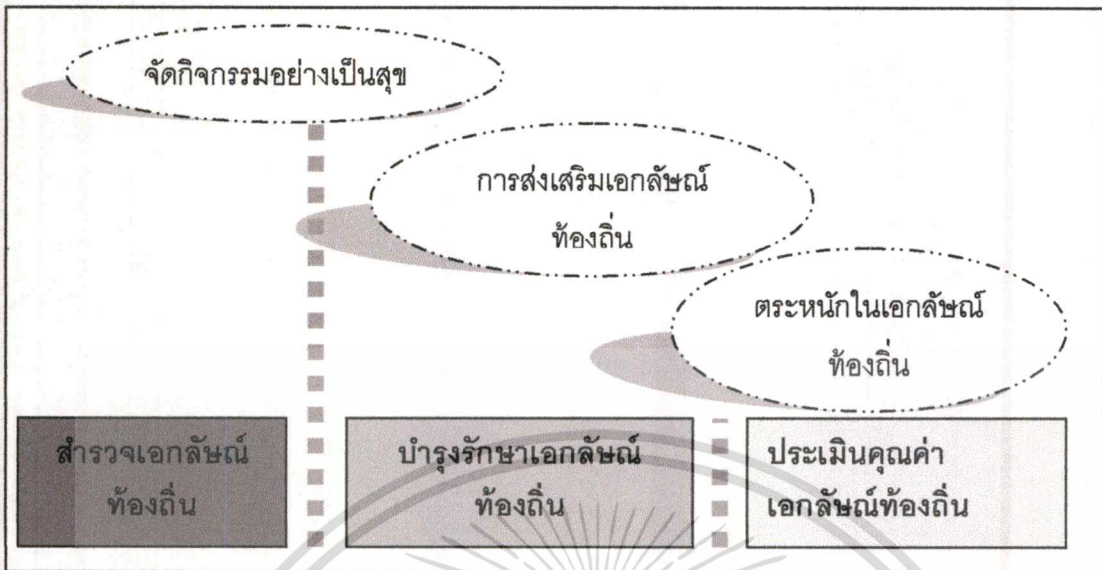 จัดกิจกรรมอย่างเป็นสุข
การส่งเสริมเอกลัษณ์
ท้องถิ่น
ตระหนักในเอกลัษณ์
ท้องถิ่น
สำรวจเอกลัษณ์
ท้องถิ่น
บำรุงรักษาเอกลัษณ์
ท้องถิ่น
ประเมินคุณค่า
เอกลัษณ์ท้องถิ่น